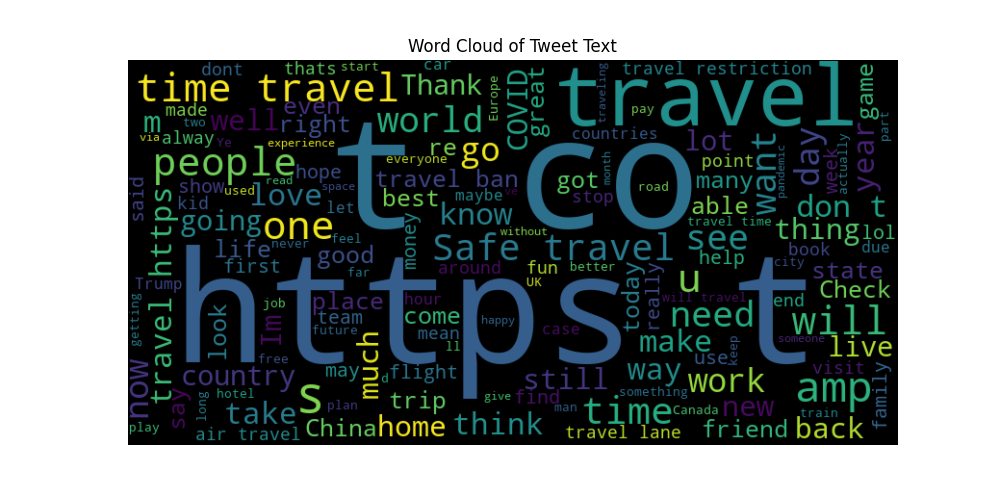 Word Cloud of Tweet Text
dont thats start car travel restriction
time travel Thank Europe COVID great travel traveling pay game
made even
m well right world countries lot part
via two alway Ye experience
people hope t re go everyone co month point day year
show used read space travel ban got road many want pandemic week actually
said kid love let best maybe ve stop able don t
going one money know without travel time thing lol
life never feel good Safe travel see book due
https first far around fun better help city state
Trump https t UK u Check
getting travel https job place hour happy today really will travel end
look Im team come case need will
future mean someone
free much ll make use keep live
now country may d flight still way work visit
say long hotel s plan trip give find something amp family
take man time Canada new train
play air travel China home think travel lane friend back